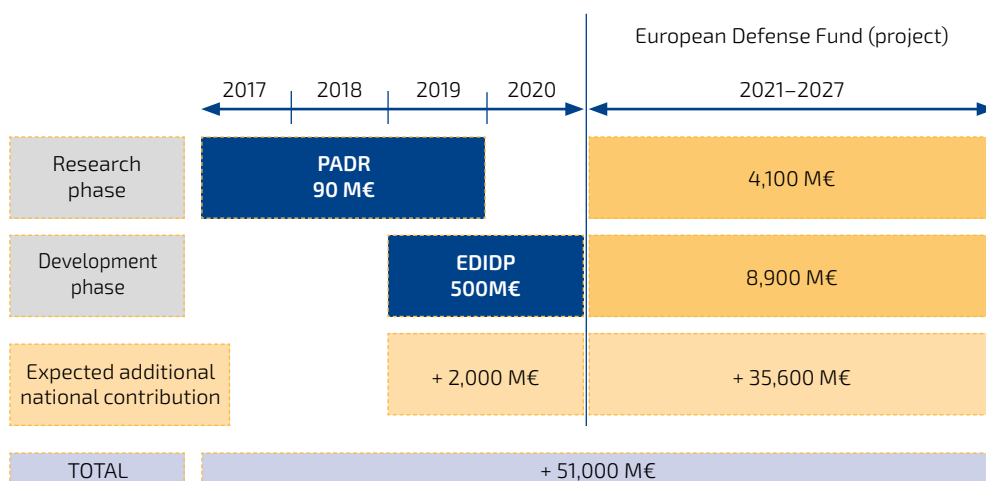 European Defense Fund (project)
2017 2018 2019 2020 2021–2027
Research
phase
PADR
90 M€
4,100 M€
Development
phase
EDIDP
500M€
8,900 M€
Expected additional
national contribution
+ 2,000 M€
+ 35,600 M€
TOTAL
+ 51,000 M€